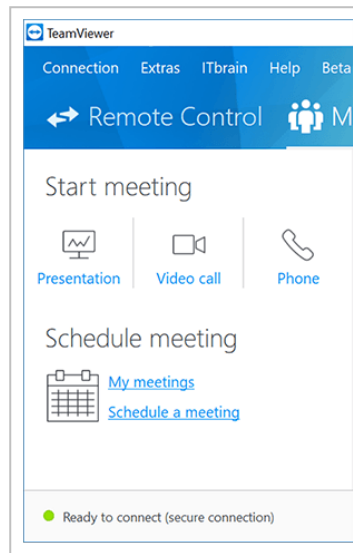 TeamViewer
Connection Extras ITbrain Help Beta
Remote Control M
Start meeting
Presentation Video call Phone
Schedule meeting
My meetings
Schedule a meeting
Ready to connect (secure connection)